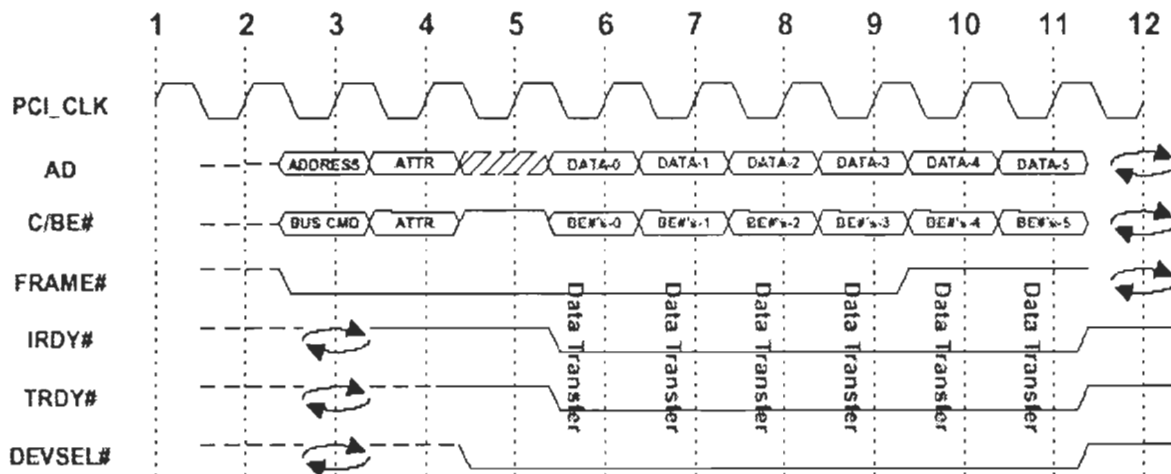 1 2 3 4 5 6 7 8 9 10 11 12
PCI_CLK
AD ADDRESS ATTR DATA-0 DATA-1 DATA-2 DATA-3 DATA-4 DATA-5
C/BE# BUS CMD ATTR BE#'s-0 BE#'s-1 BE#'s-2 BE#'s-3 BE#'s-4 BE#'s-5
FRAME#
Data Transfer
Data Transfer
Data Transfer
Data Transfer
Data Transfer
Data Transfer
IRDY#
TRDY#
DEVSEL#